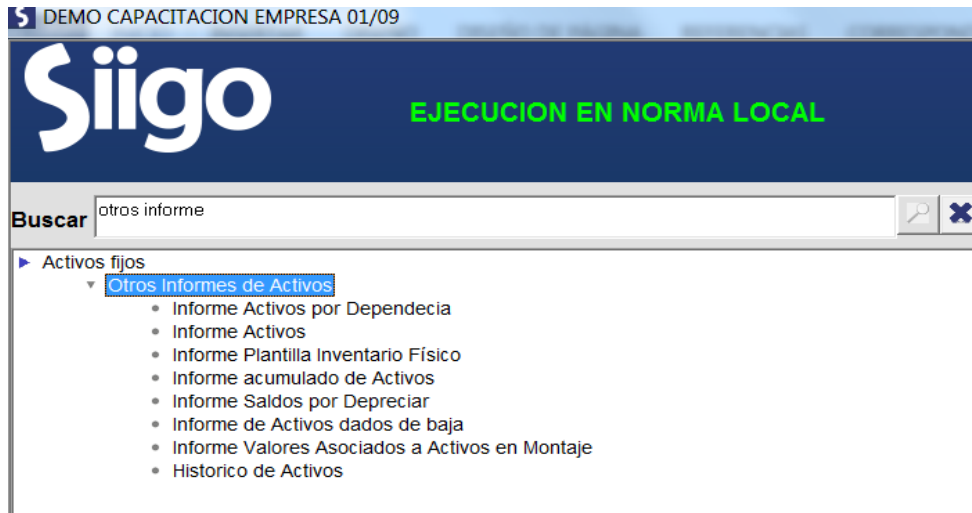 DEMO CAPACITACION EMPRESA 01/09
Siigo
EJECUCION EN NORMA LOCAL
Buscar otros informe
Activos fijos
Otros Informes de Activos
Informe Activos por Dependecia
Informe Activos
Informe Plantilla Inventario Físico
Informe acumulado de Activos
Informe Saldos por Depreciar
Informe de Activos dados de baja
Informe Valores Asociados a Activos en Montaje
Historico de Activos